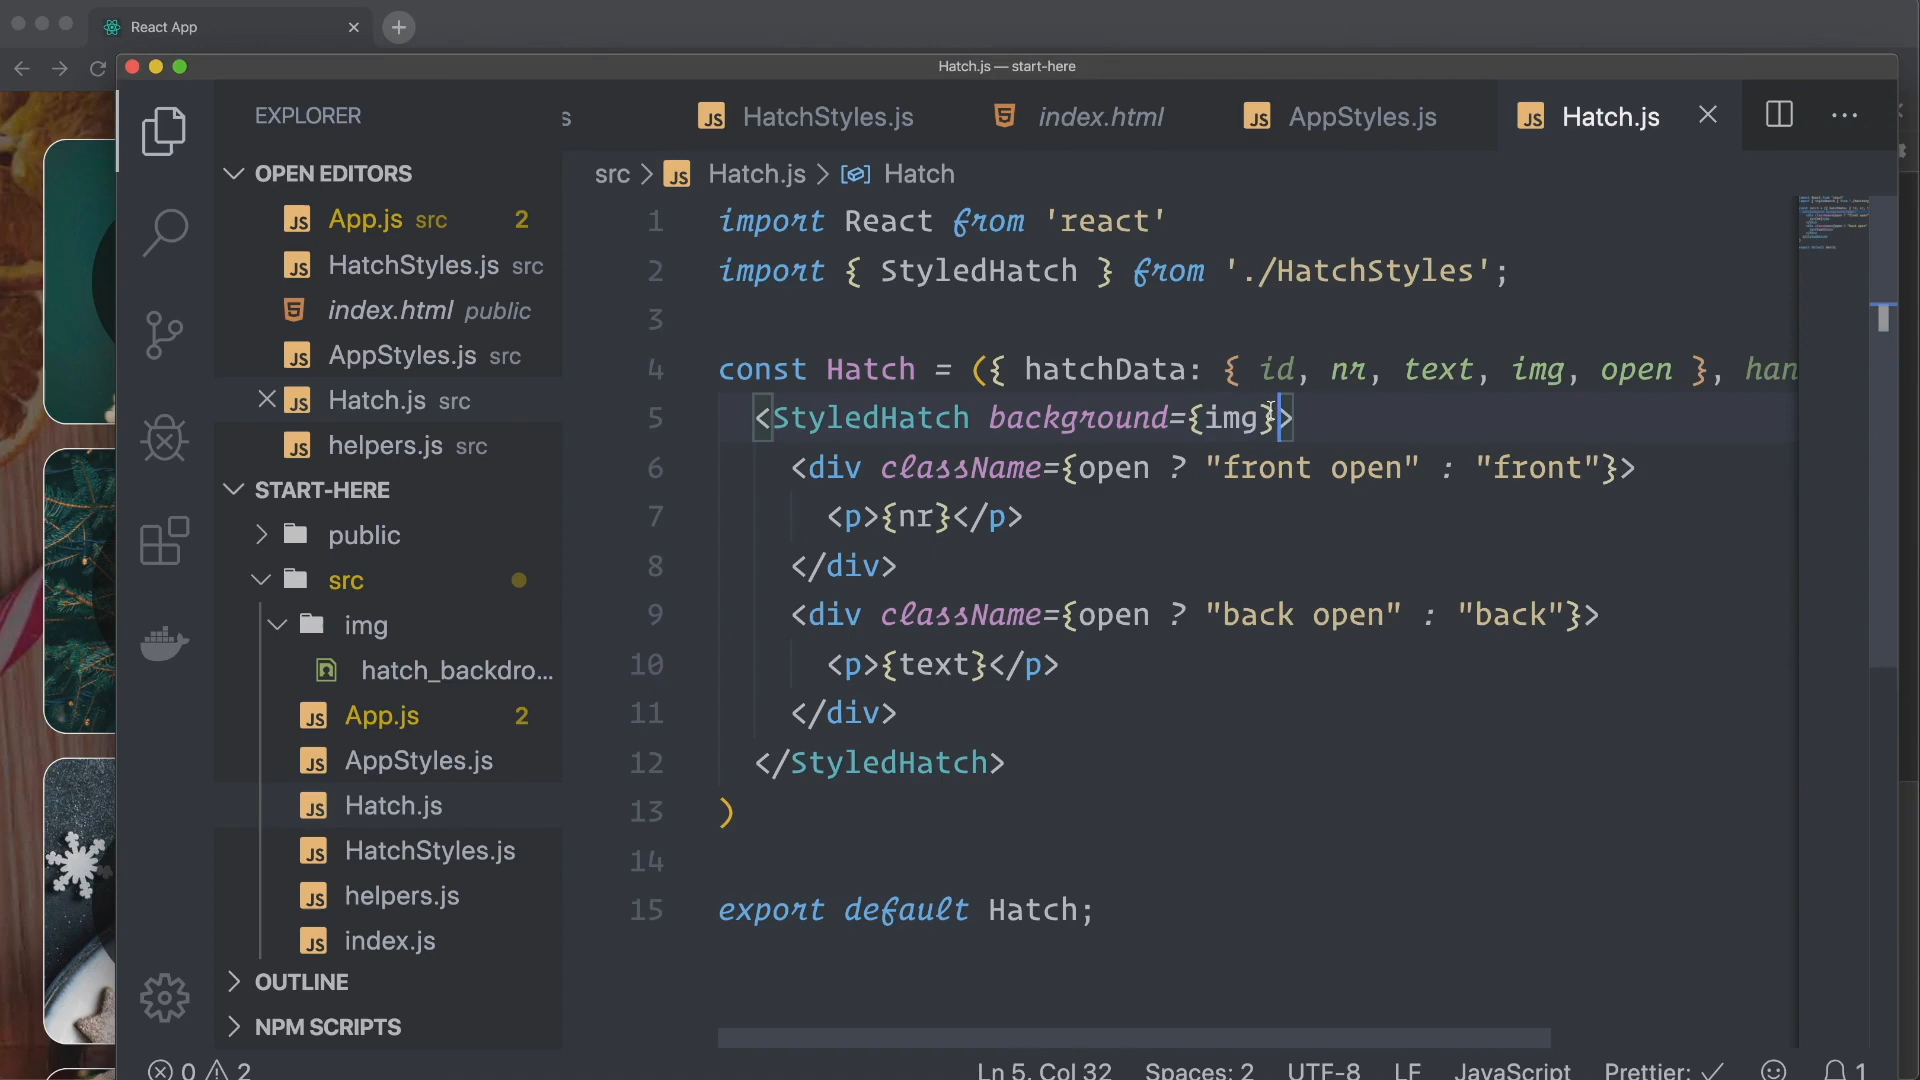 React App
Hatch.js — start-here
EXPLORER
HatchStyles.js
index.html
AppStyles.js
Hatch.js
OPEN EDITORS
App.js src 2
HatchStyles.js src
index.html public
AppStyles.js src
Hatch.js src
helpers.js src
START-HERE
public
src
img
hatch_backdro...
App.js 2
AppStyles.js
Hatch.js
HatchStyles.js
helpers.js
index.js
OUTLINE
NPM SCRIPTS
src > JS Hatch.js > Hatch
1 import React from 'react'
2 import { StyledHatch } from './HatchStyles';
3
4 const Hatch = ({ hatchData: { id, nr, text, img, open }, han
5 <StyledHatch background={img}>
6 <div className={open ? "front open" : "front"}>
7 <p>{nr}</p>
8 </div>
9 <div className={open ? "back open" : "back"}>
10 <p>{text}</p>
11 </div>
12 </StyledHatch>
13 )
14
15 export default Hatch;
0 2
Ln 5, Col 32 Spaces: 2 UTF-8 LF JavaScript Prettier: ✓ 1